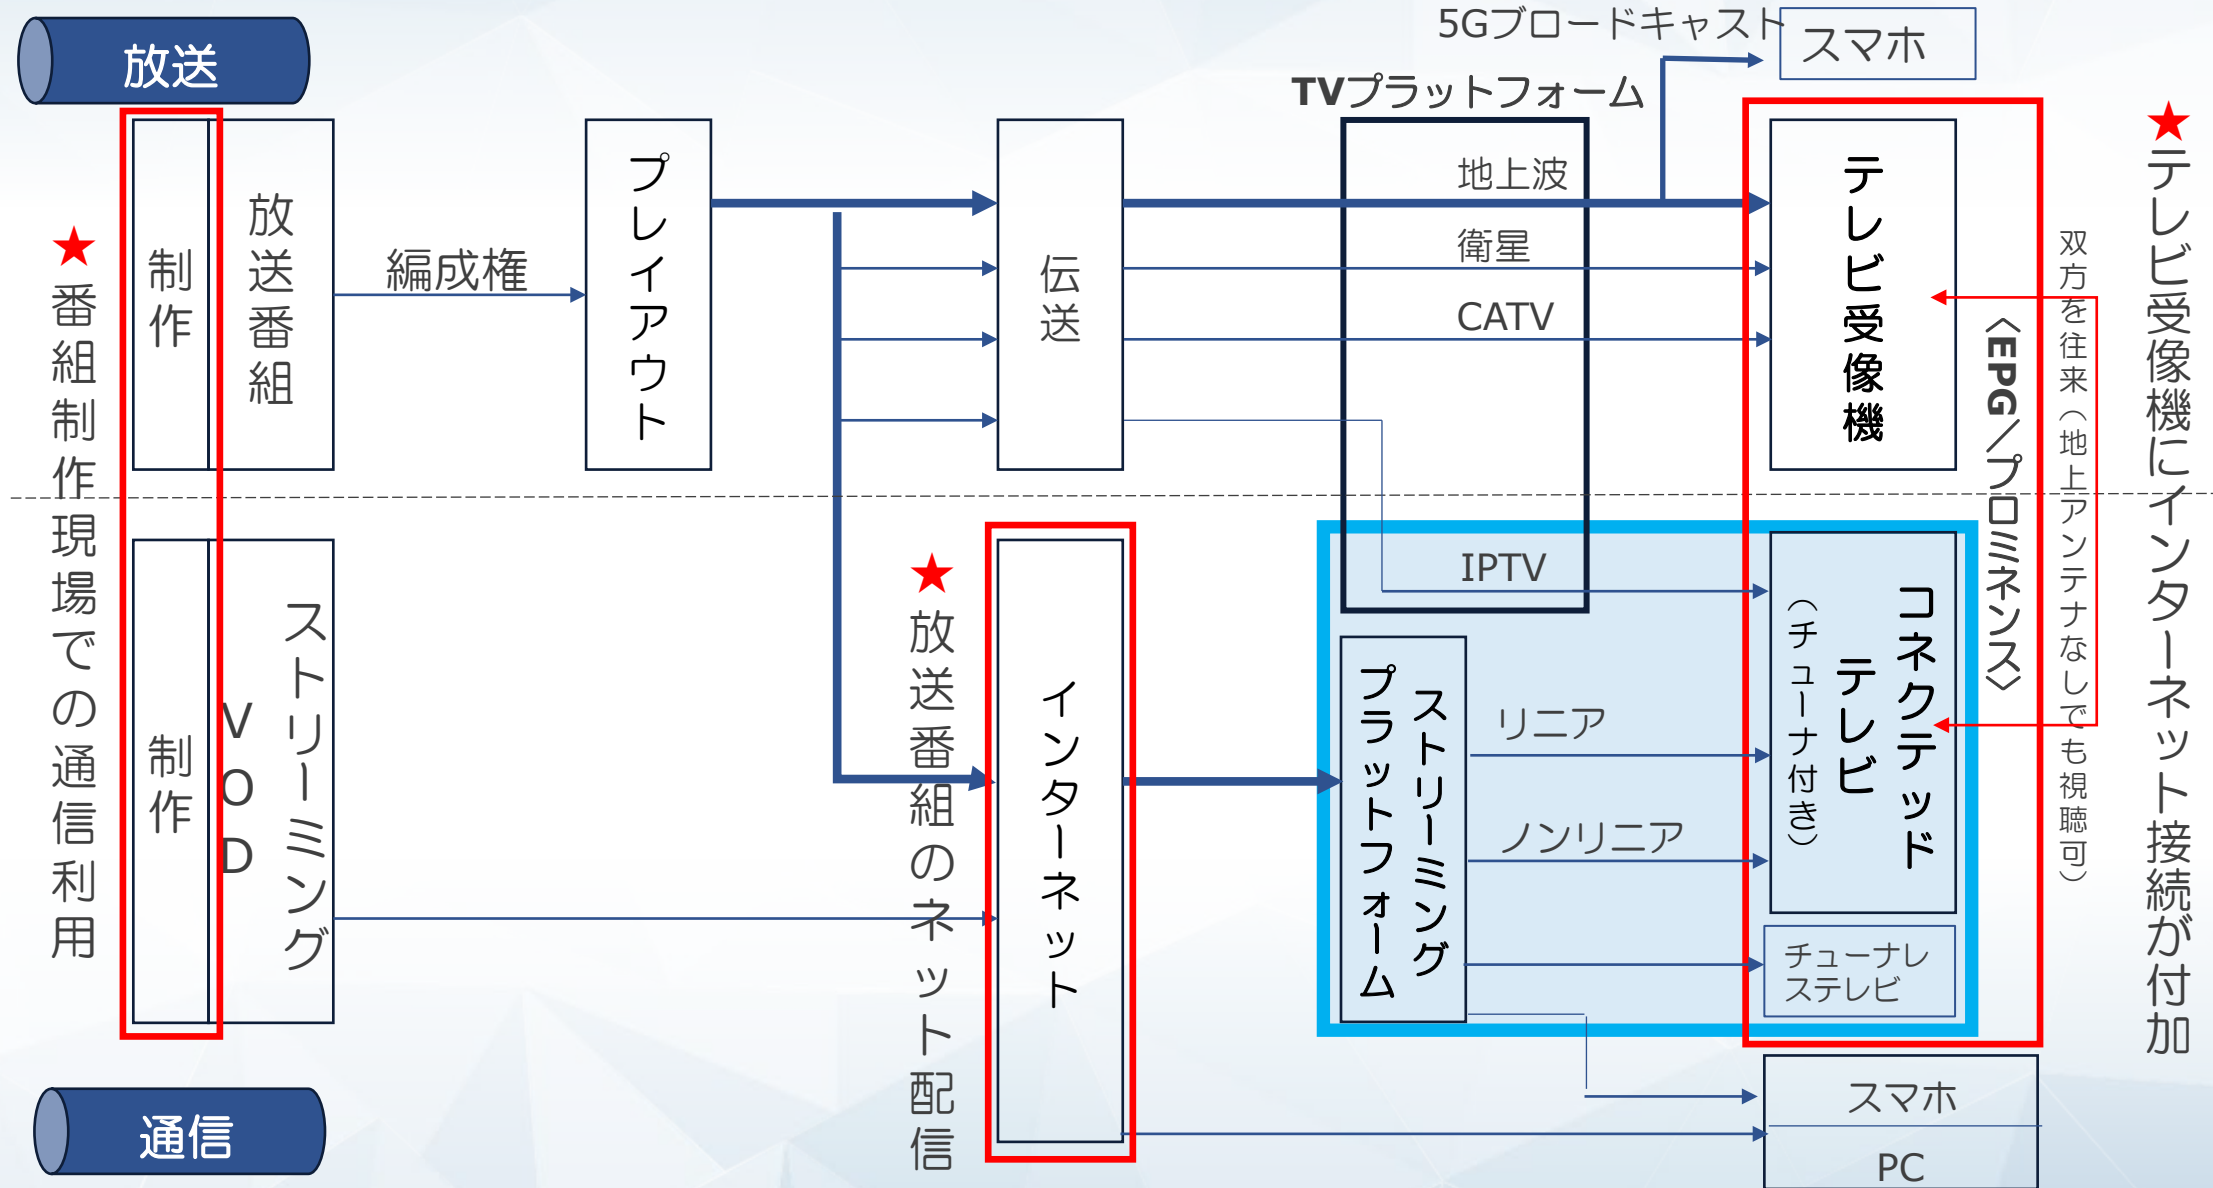 放送
5Gブロードキャスト
スマホ
TVプラットフォーム
★番組制作現場での通信利用
制作
放送番組
編成権
プレイアウト
伝送
地上波
衛星
CATV
テレビ受像機
〈EPG／プロミネンス〉
双方を往来（地上アンテナなしでも視聴可）
★テレビ受像機にインターネット接続が付加
制作
ストリーミング
VOD
★放送番組のネット配信
インターネット
IPTV
ストリーミング
プラットフォーム
リニア
ノンリニア
コネクテッド
テレビ
（チューナ付き）
チューナレ
ステレビ
スマホ
PC
通信